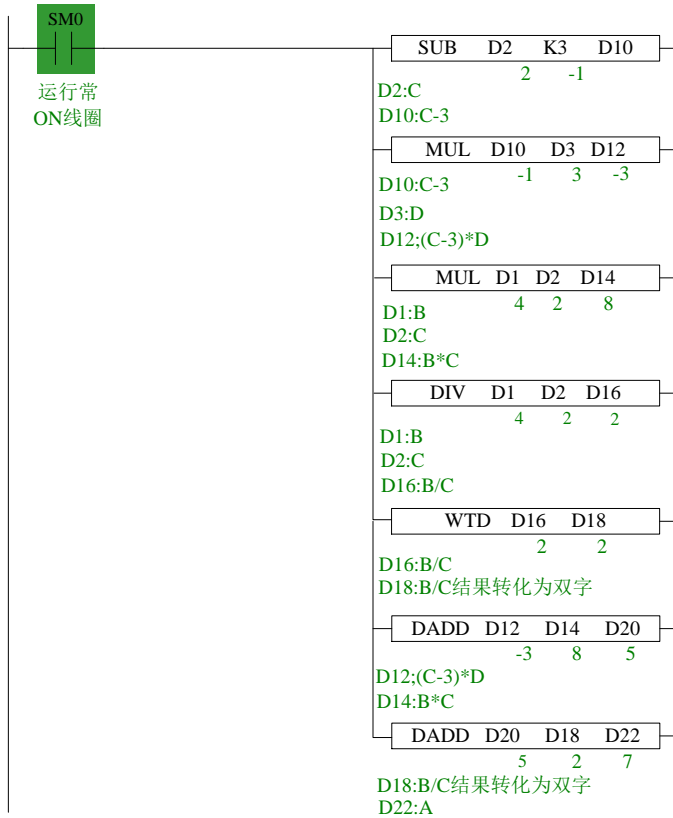 SM0
运行常
ON线圈
SUB D2 K3 D10
2 -1
D2:C
D10:C-3
MUL D10 D3 D12
-1 3 -3
D10:C-3
D3:D
D12;(C-3)*D
MUL D1 D2 D14
4 2 8
D1:B
D2:C
D14:B*C
DIV D1 D2 D16
4 2 2
D1:B
D2:C
D16:B/C
WTD D16 D18
2 2
D16:B/C
D18:B/C结果转化为双字
DADD D12 D14 D20
-3 8 5
D12;(C-3)*D
D14:B*C
DADD D20 D18 D22
5 2 7
D18:B/C结果转化为双字
D22:A